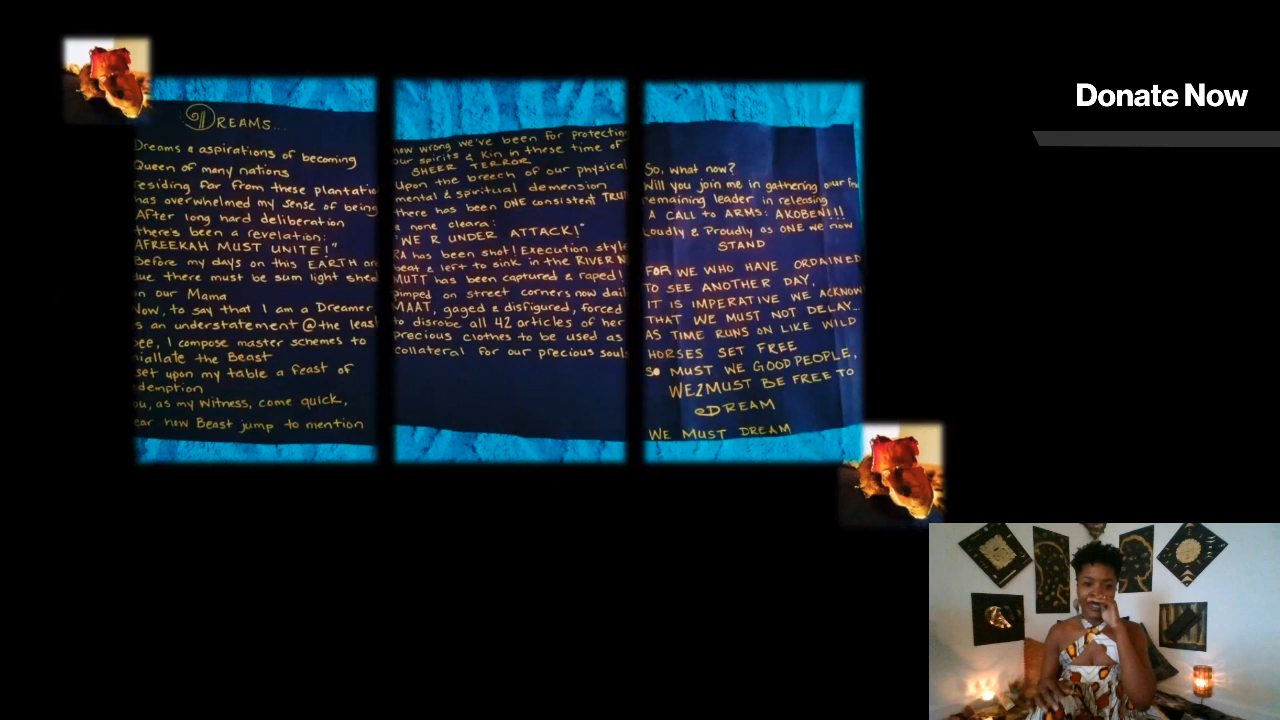 DREAMS...
Dreams & aspirations of becoming
Queen of many nations
residing far from these plantatio
has overwhelmed my sense of being
After long hard deliberation
there's been a revelation:
AFREEKAH MUST UNITE!"
Before my days on this EARTH an
due there must be sum light shed
on our Mama
Now, to say that I am a Dreamer
is an understatement @ the least
see, I compose master schemes to
the Beast
set upon my table a feast of
demption
ou, as my Witness, come quick,
ear how Beast jump to mention
how wrong we've been for protectin
our spirits & Kin in these time of
SHEER TERROR
Upon the breech of our physical
mental & spiritual demension
there has been ONE consistent TRUT
& none cleara:
"WE R UNDER ATTACK!"
RA has been shot! Execution style
beat & left to sink in the RIVER N
MUTT has been captured & raped!
pimped on street corners now dail
MAAT, gaged & disfigured, forced
to disrobe all 42 articles of her
precious clothes to be used as
collateral for our precious soul
So, what now?
Will you join me in gathering our
remaining leader in releasing
A CALL to ARMS: AKOBEN!!!
Loudly & Proudly as ONE we now
STAND
FOR WE WHO HAVE ORDAINED
TO SEE ANOTHER DAY,
IT IS IMPERATIVE WE ACKNOW
THAT WE MUST NOT DELAY...
AS TIME RUNS ON LIKE WILD
HORSES SET FREE
SO MUST WE GOOD PEOPLE,
WE2 MUST BE FREE TO
DREAM
WE MUST DREAM
Donate Now